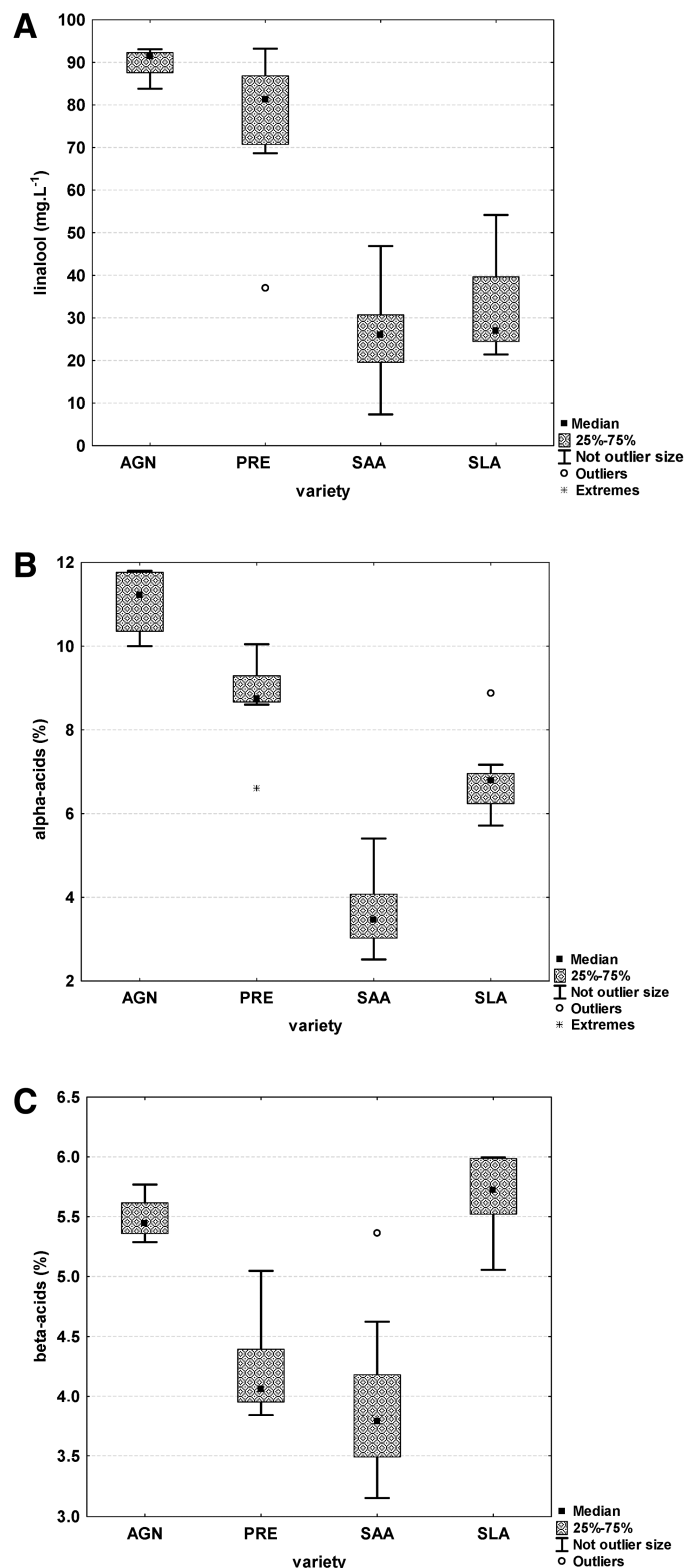 A
100
90
80
70
60
50
40
30
20
10
0
linalool (mg.L-1)
AGN PRE SAA SLA
variety
Median
25%-75%
Not outlier size
Outliers
Extremes
B
12
10
8
6
4
2
alpha-acids (%)
AGN PRE SAA SLA
variety
Median
25%-75%
Not outlier size
Outliers
Extremes
C
6.5
6.0
5.5
5.0
4.5
4.0
3.5
3.0
beta-acids (%)
AGN PRE SAA SLA
variety
Median
25%-75%
Not outlier size
Outliers